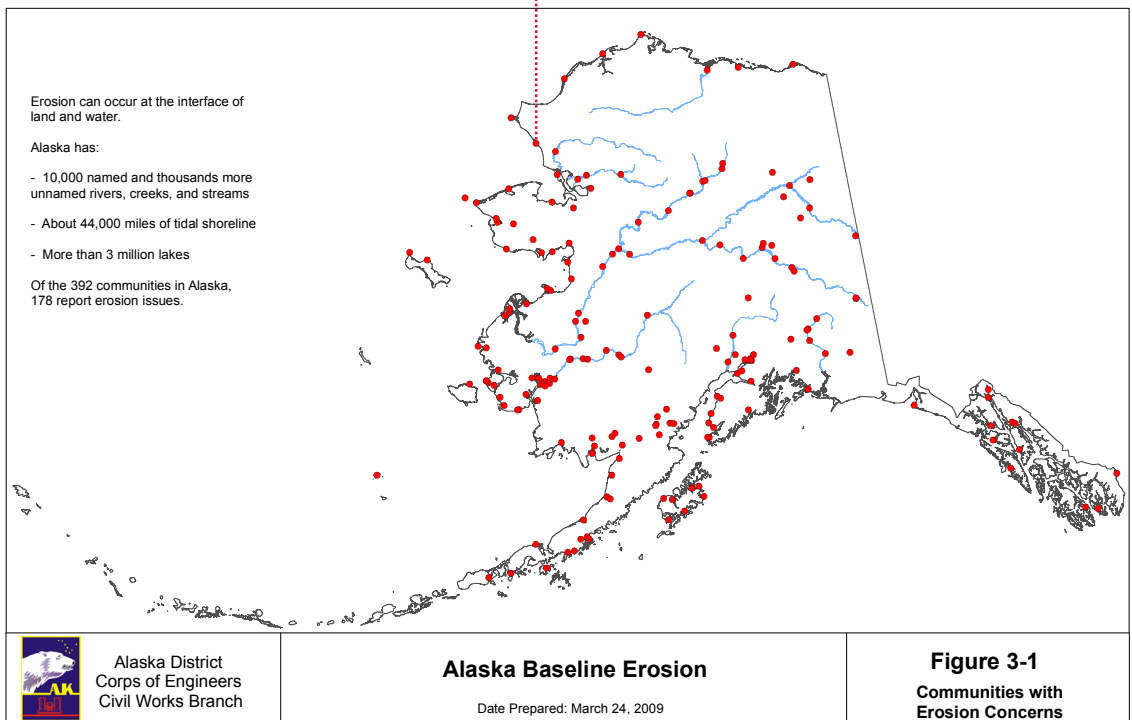 Erosion can occur at the interface of
land and water.
Alaska has:
- 10,000 named and thousands more
unnamed rivers, creeks, and streams
- About 44,000 miles of tidal shoreline
- More than 3 million lakes
Of the 392 communities in Alaska,
178 report erosion issues.
AK
Alaska District
Corps of Engineers
Civil Works Branch
Alaska Baseline Erosion
Date Prepared: March 24, 2009
Figure 3-1
Communities with
Erosion Concerns